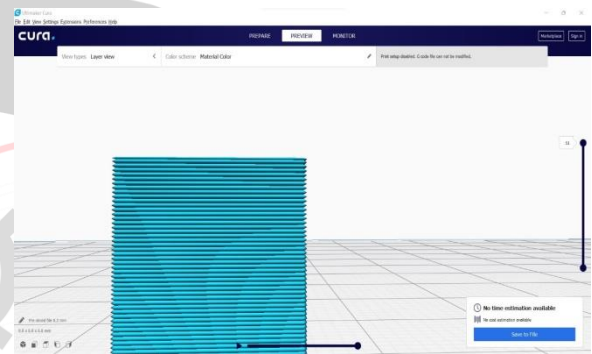 Ultimaker Cura
File Edit View Settings Extensions Preferences Help
cura.
PREPARE PREVIEW MONITOR
Marketplace Sign in
View types Layer view
Color scheme Material Color
Print setup disabled. G-code file can not be modified.
No time estimation available
No cost estimation available
Save to File